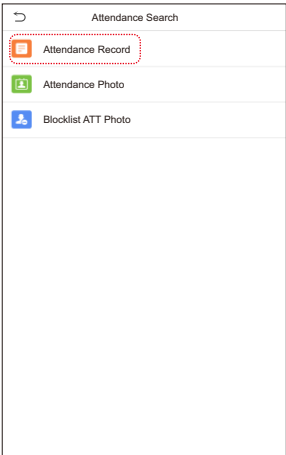 Attendance Search
Attendance Record
Attendance Photo
Blocklist ATT Photo